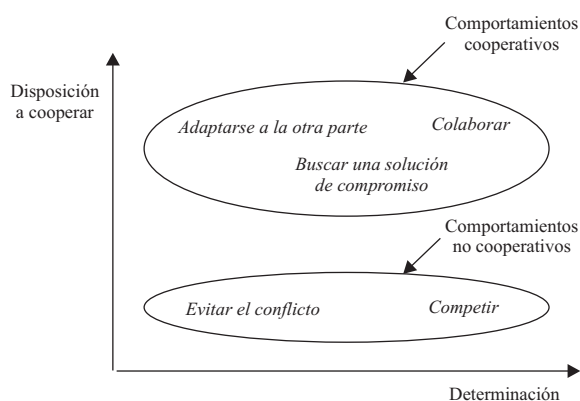 Comportamientos
cooperativos
Disposición
a cooperar
Adaptarse a la otra parte
Colaborar
Buscar una solución
de compromiso
Comportamientos
no cooperativos
Evitar el conflicto
Competir
Determinación